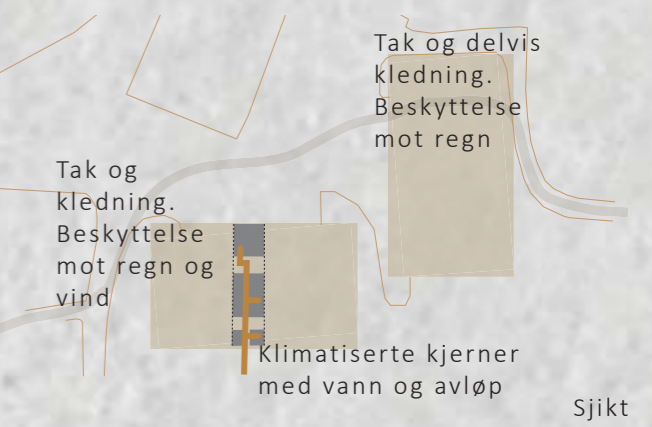 Tak og delvis
kledning.
Beskyttelse
mot regn
Tak og
kledning.
Beskyttelse
mot regn og
vind
Klimatiserte kjerner
med vann og avløp
Sjikt